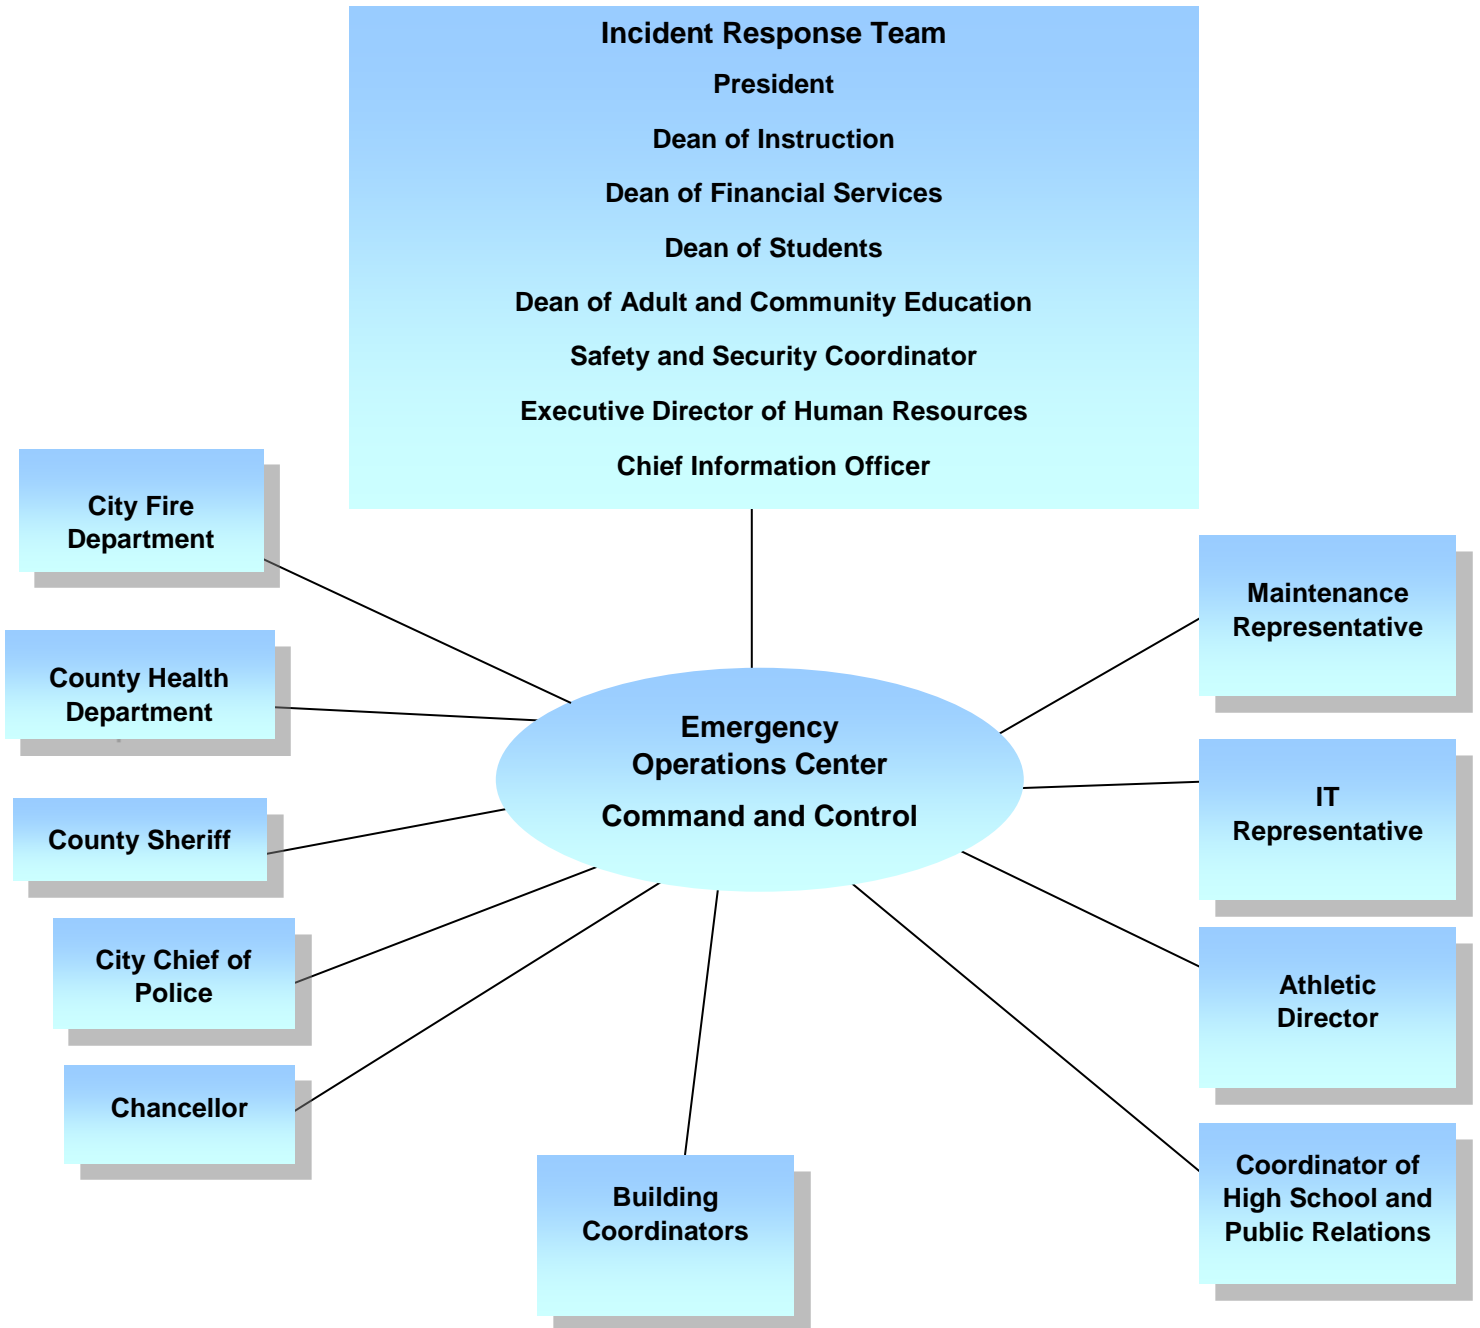 Incident Response Team
President
Dean of Instruction
Dean of Financial Services
Dean of Students
Dean of Adult and Community Education
Safety and Security Coordinator
Executive Director of Human Resources
Chief Information Officer
City Fire
Department
County Health
Department
County Sheriff
City Chief of
Police
Chancellor
Emergency
Operations Center
Command and Control
Building
Coordinators
Maintenance
Representative
IT
Representative
Athletic
Director
Coordinator of
High School and
Public Relations